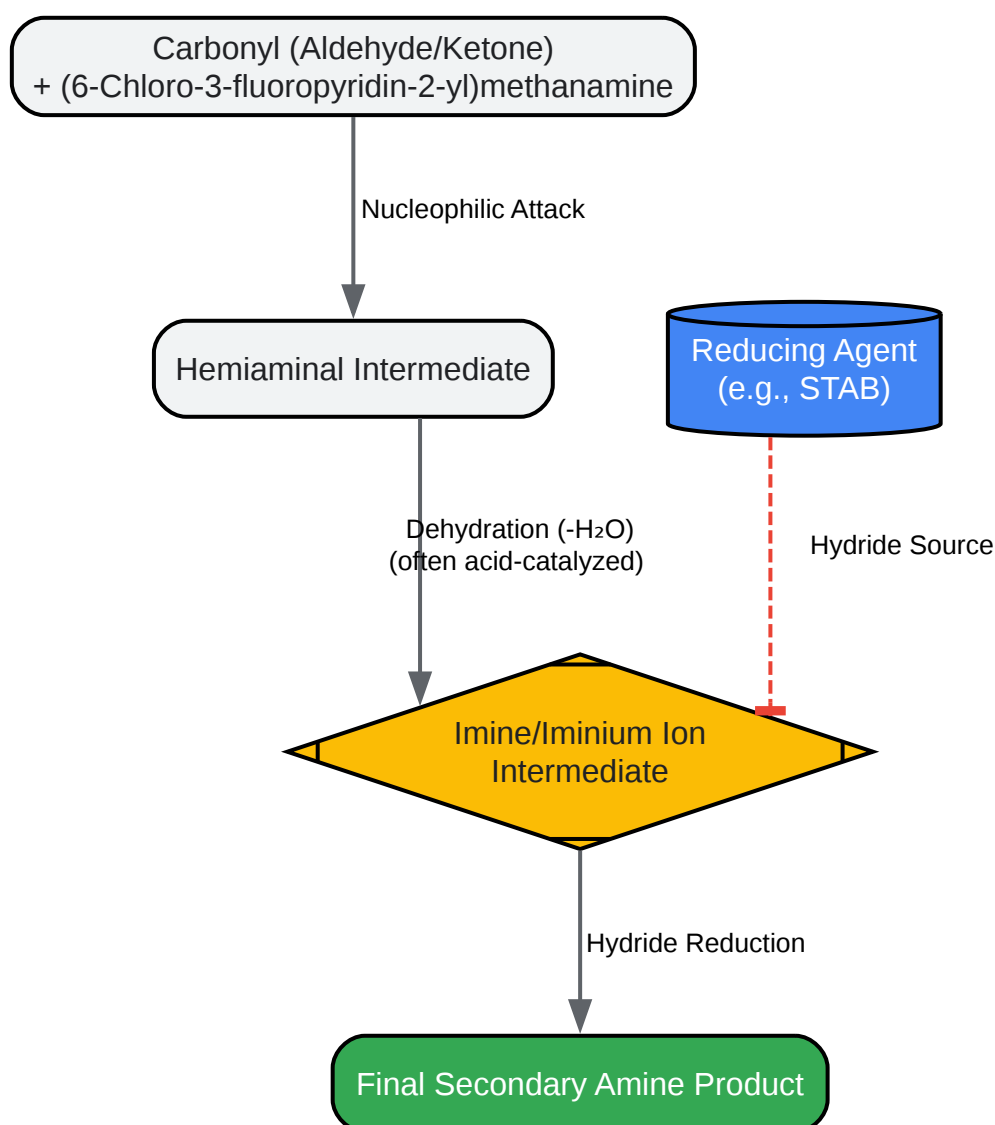 Carbonyl (Aldehyde/Ketone)
+ (6-Chloro-3-fluoropyridin-2-yl)methanamine
Nucleophilic Attack
Hemiaminal Intermediate
Reducing Agent
(e.g., STAB)
Dehydration (-H₂O)
(often acid-catalyzed)
Hydride Source
Imine/Iminium Ion
Intermediate
Hydride Reduction
Final Secondary Amine Product